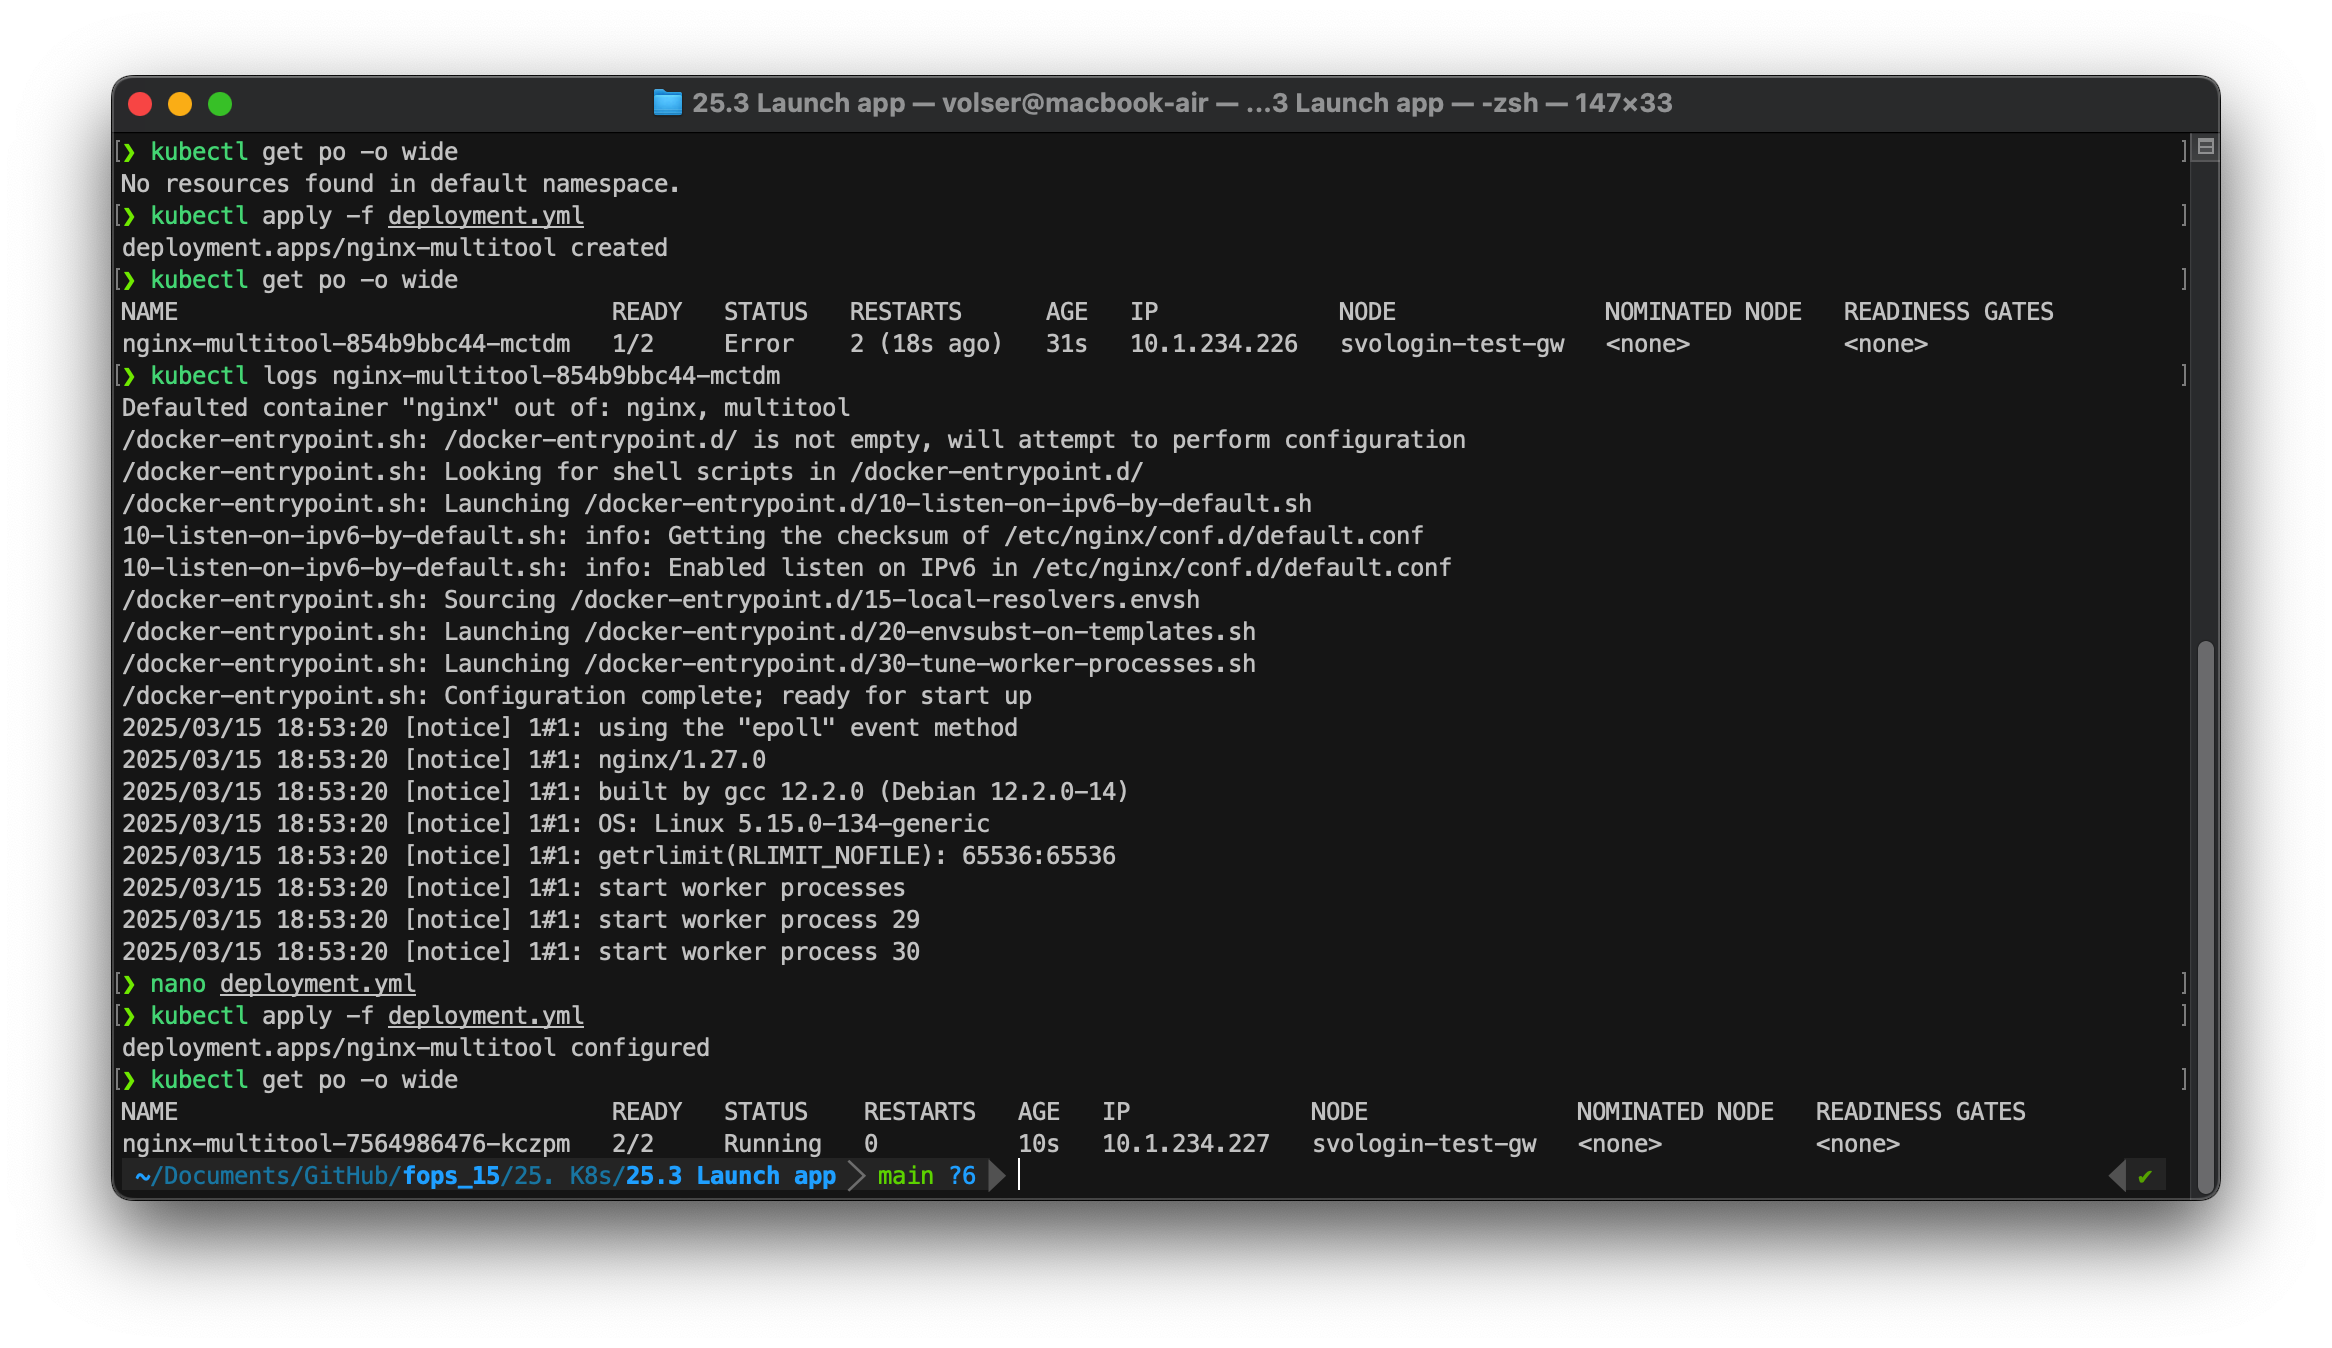 25.3 Launch app — volser@macbook-air — ...3 Launch app — -zsh — 147×33
[❯ kubectl get po -o wide ]
No resources found in default namespace.
[❯ kubectl apply -f deployment.yml ]
deployment.apps/nginx-multitool created
[❯ kubectl get po -o wide ]
NAME READY STATUS RESTARTS AGE IP NODE NOMINATED NODE READINESS GATES
nginx-multitool-854b9bbc44-mctdm 1/2 Error 2 (18s ago) 31s 10.1.234.226 svologin-test-gw <none> <none>
[❯ kubectl logs nginx-multitool-854b9bbc44-mctdm ]
Defaulted container "nginx" out of: nginx, multitool
/docker-entrypoint.sh: /docker-entrypoint.d/ is not empty, will attempt to perform configuration
/docker-entrypoint.sh: Looking for shell scripts in /docker-entrypoint.d/
/docker-entrypoint.sh: Launching /docker-entrypoint.d/10-listen-on-ipv6-by-default.sh
10-listen-on-ipv6-by-default.sh: info: Getting the checksum of /etc/nginx/conf.d/default.conf
10-listen-on-ipv6-by-default.sh: info: Enabled listen on IPv6 in /etc/nginx/conf.d/default.conf
/docker-entrypoint.sh: Sourcing /docker-entrypoint.d/15-local-resolvers.envsh
/docker-entrypoint.sh: Launching /docker-entrypoint.d/20-envsubst-on-templates.sh
/docker-entrypoint.sh: Launching /docker-entrypoint.d/30-tune-worker-processes.sh
/docker-entrypoint.sh: Configuration complete; ready for start up
2025/03/15 18:53:20 [notice] 1#1: using the "epoll" event method
2025/03/15 18:53:20 [notice] 1#1: nginx/1.27.0
2025/03/15 18:53:20 [notice] 1#1: built by gcc 12.2.0 (Debian 12.2.0-14)
2025/03/15 18:53:20 [notice] 1#1: OS: Linux 5.15.0-134-generic
2025/03/15 18:53:20 [notice] 1#1: getrlimit(RLIMIT_NOFILE): 65536:65536
2025/03/15 18:53:20 [notice] 1#1: start worker processes
2025/03/15 18:53:20 [notice] 1#1: start worker process 29
2025/03/15 18:53:20 [notice] 1#1: start worker process 30
[❯ nano deployment.yml ]
[❯ kubectl apply -f deployment.yml ]
deployment.apps/nginx-multitool configured
[❯ kubectl get po -o wide ]
NAME READY STATUS RESTARTS AGE IP NODE NOMINATED NODE READINESS GATES
nginx-multitool-7564986476-kczpm 2/2 Running 0 10s 10.1.234.227 svologin-test-gw <none> <none>
~/Documents/GitHub/fops_15/25. K8s/25.3 Launch app main ?6 ✔